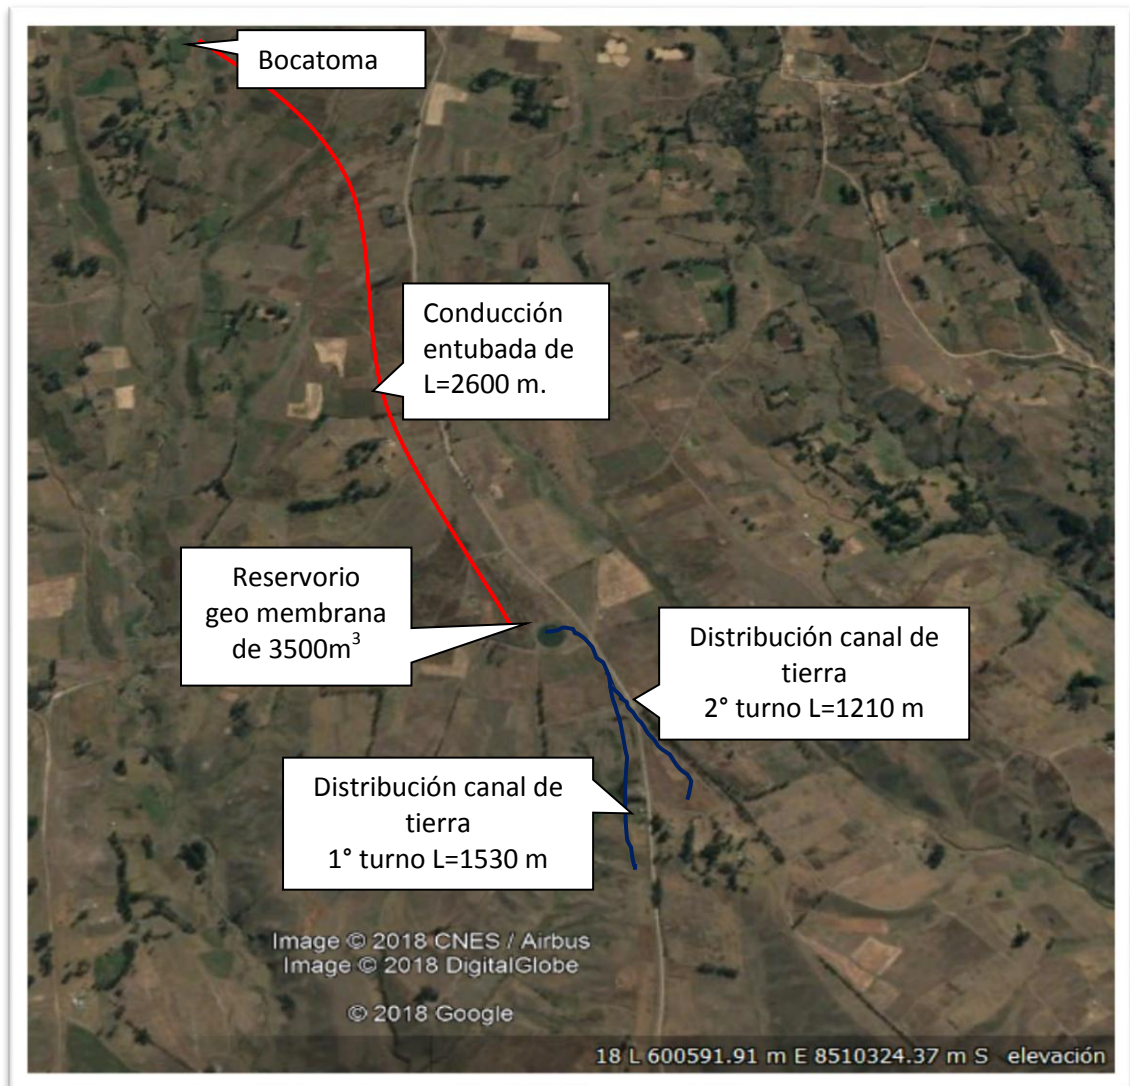 Bocatoma
Conducción
entubada de
L=2600 m.
Reservorio
geo membrana
de 3500m³
Distribución canal de
tierra
2° turno L=1210 m
Distribución canal de
tierra
1° turno L=1530 m
Image © 2018 CNES / Airbus
Image © 2018 DigitalGlobe
© 2018 Google
18 L 600591.91 m E 8510324.37 m S elevación